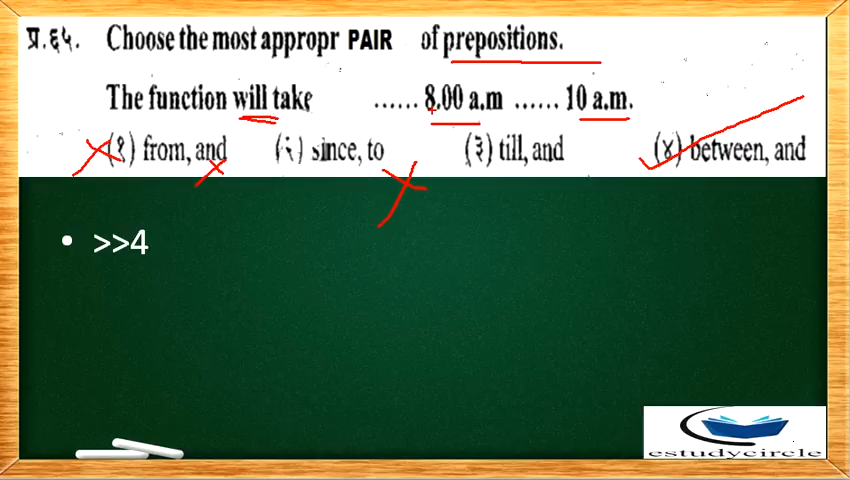 प्र.६५. Choose the most appropr PAIR of prepositions.
The function will take ...... 8.00 a.m ...... 10 a.m.
(१) from, and (२) since, to (३) till, and (४) between, and
• >>4
estudycircle